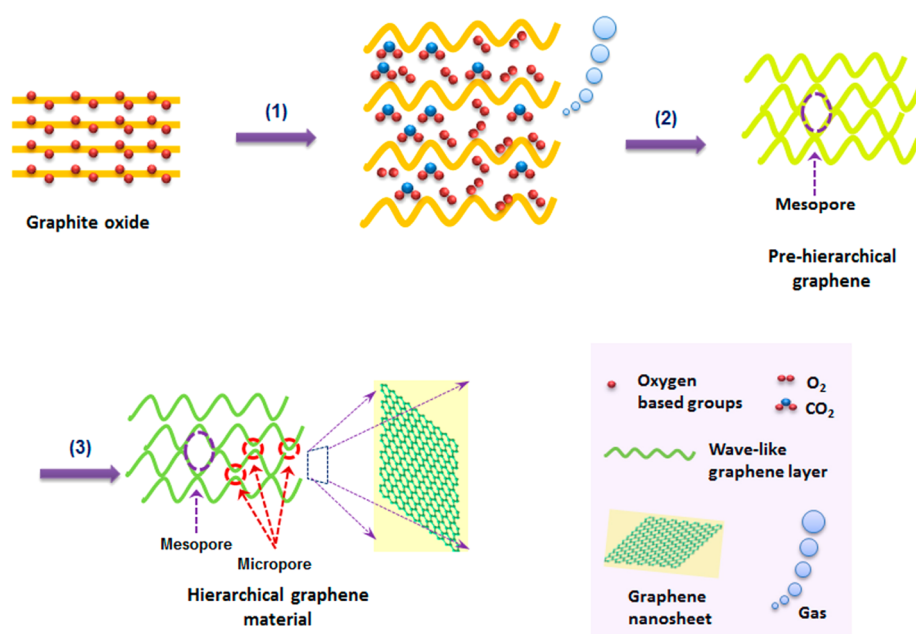 (1)
(2)
Graphite oxide
Mesopore
Pre-hierarchical
graphene
(3)
Mesopore
Micropore
Hierarchical graphene
material
Oxygen
based groups
O₂
CO₂
Wave-like
graphene layer
Graphene
nanosheet
Gas